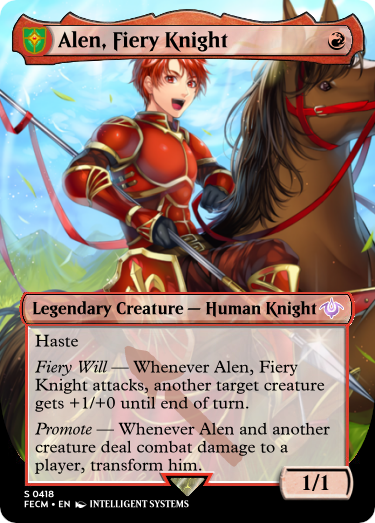 Alen, Fiery Knight
Legendary Creature — Human Knight
Haste
Fiery Will — Whenever Alen, Fiery
Knight attacks, another target creature
gets +1/+0 until end of turn.
Promote — Whenever Alen and another
creature deal combat damage to a
player, transform him.
1/1
S 0418
FECM • EN INTELLIGENT SYSTEMS